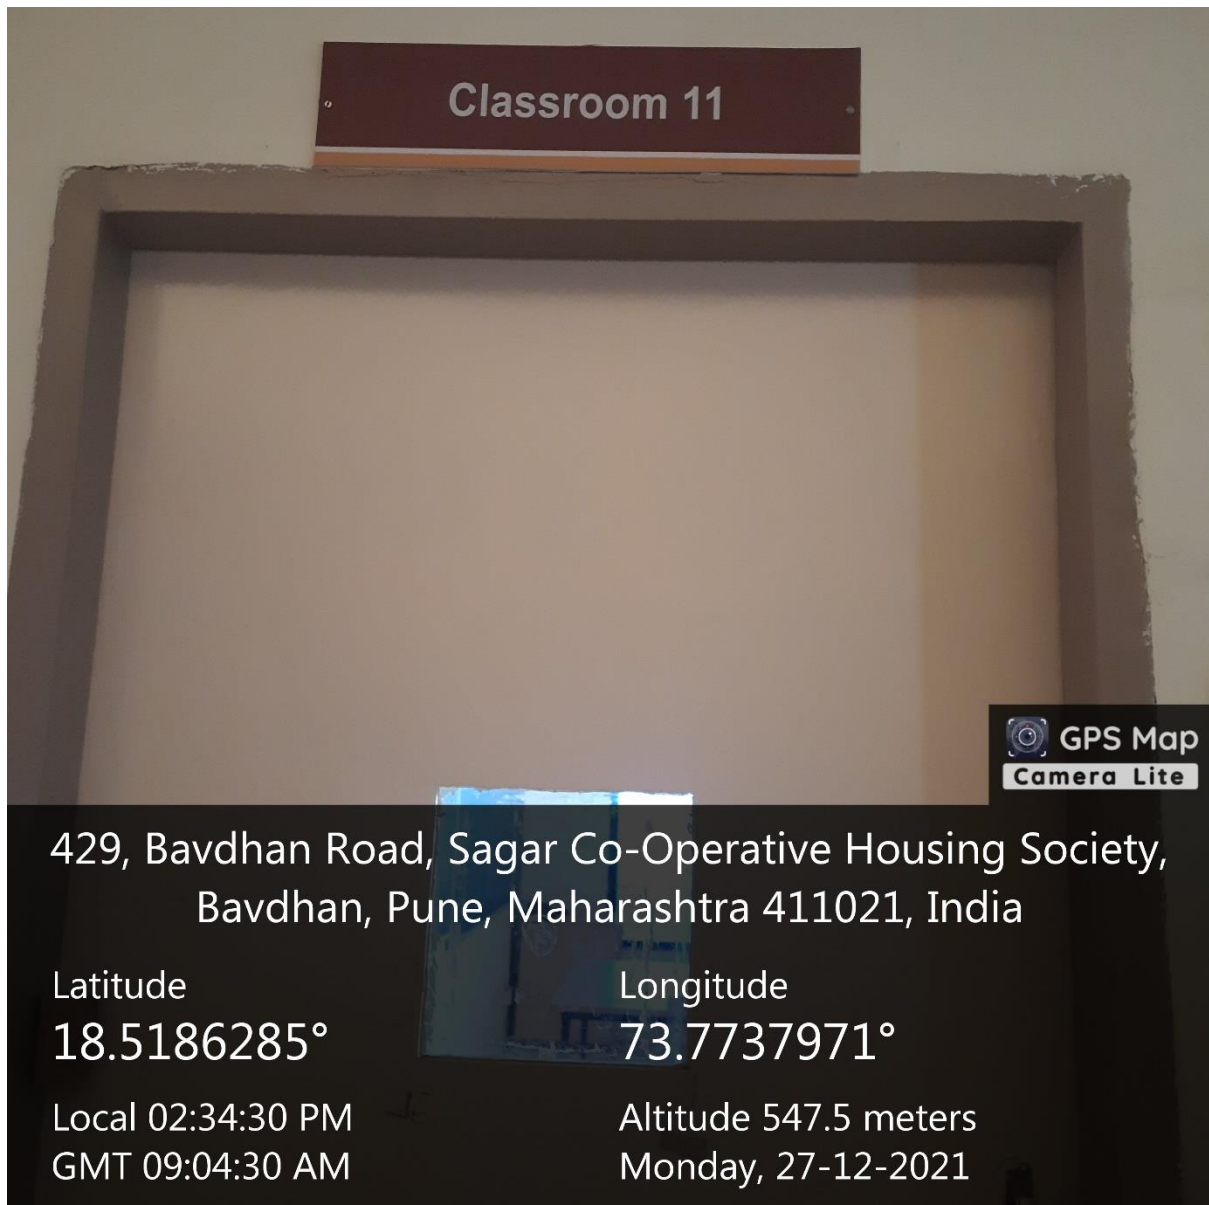 Classroom 11
GPS Map
Camera Lite
429, Bavdhan Road, Sagar Co-Operative Housing Society,
Bavdhan, Pune, Maharashtra 411021, India
Latitude
18.5186285°
Longitude
73.7737971°
Local 02:34:30 PM
GMT 09:04:30 AM
Altitude 547.5 meters
Monday, 27-12-2021